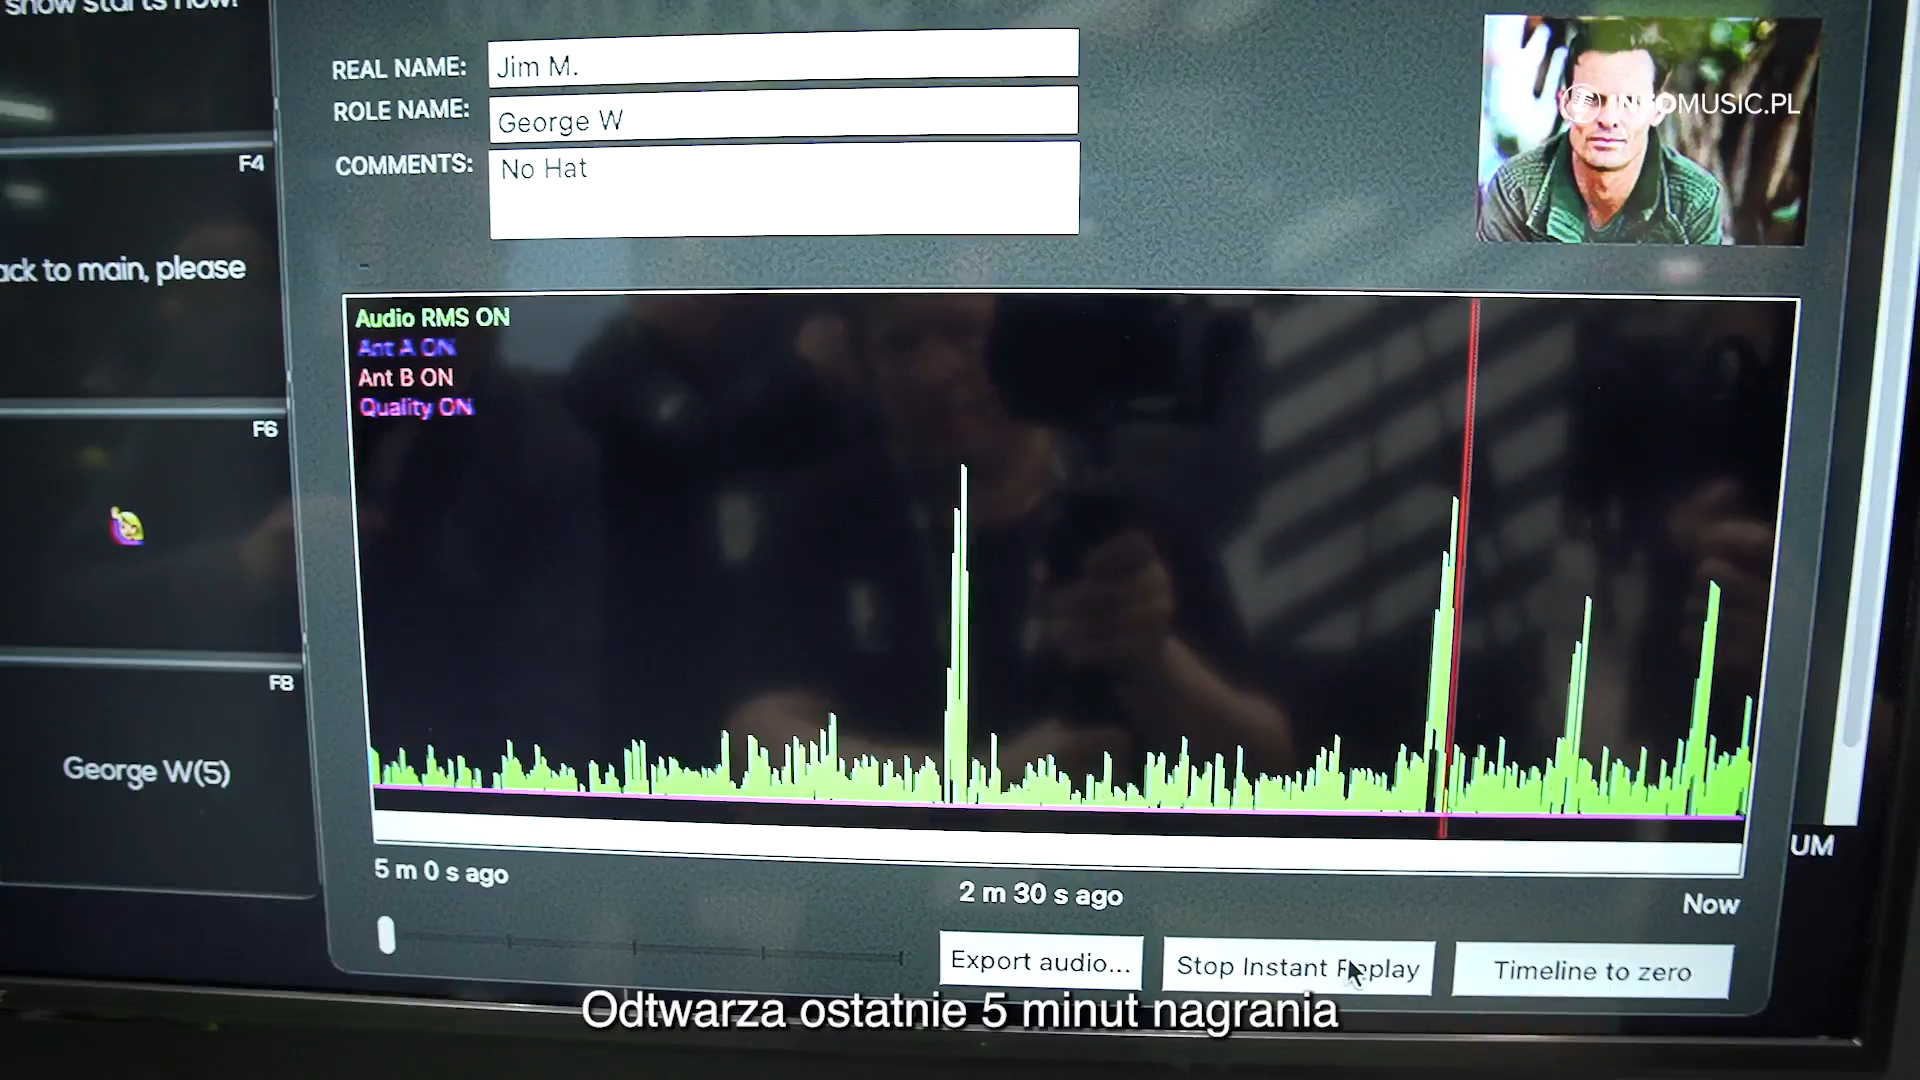 show starts now!
REAL NAME: Jim M.
ROLE NAME: George W
COMMENTS: No Hat
INFOMUSIC.PL
F4
ack to main, please
Audio RMS ON
Ant A ON
Ant B ON
Quality ON
F6
F8
George W(5)
UM
5 m 0 s ago
2 m 30 s ago
Now
Export audio...
Stop Instant Replay
Timeline to zero
Odtwarza ostatnie 5 minut nagrania